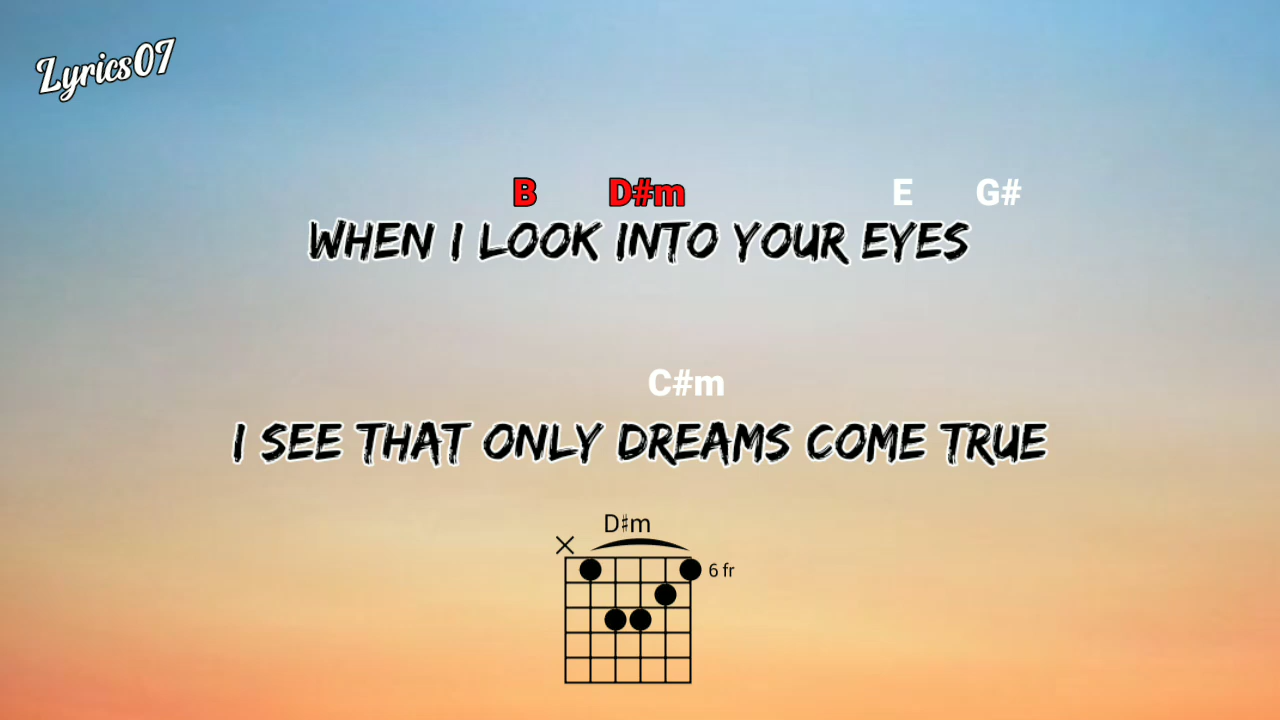 Lyrics07
B D#m E G#
WHEN I LOOK INTO YOUR EYES
C#m
I SEE THAT ONLY DREAMS COME TRUE
D♯m
×
6 fr